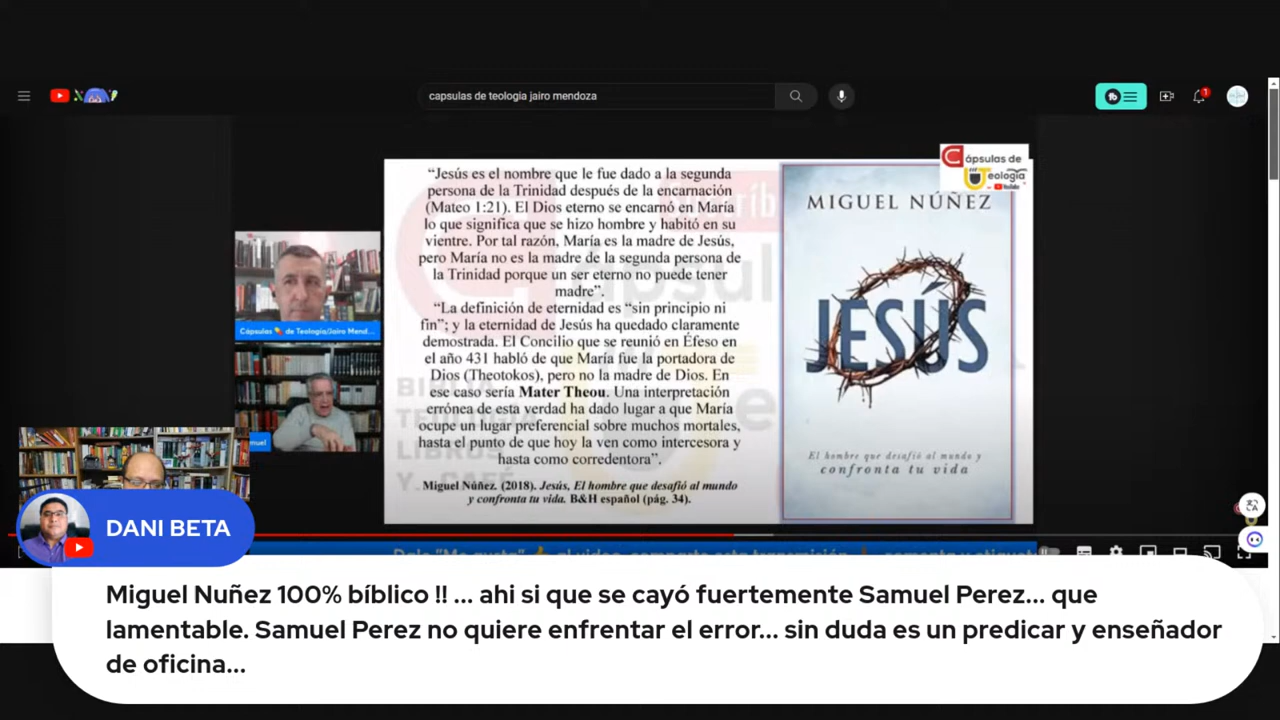 capsulas de teologia jairo mendoza
1
Cápsulas de
Teología
YouTube
“Jesús es el nombre que le fue dado a la segunda
persona de la Trinidad después de la encarnación
(Mateo 1:21). El Dios eterno se encarnó en María
lo que significa que se hizo hombre y habitó en su
vientre. Por tal razón, María es la madre de Jesús,
pero María no es la madre de la segunda persona de
la Trinidad porque un ser eterno no puede tener
madre”.
“La definición de eternidad es “sin principio ni
fin”; y la eternidad de Jesús ha quedado claramente
demostrada. El Concilio que se reunió en Éfeso en
el año 431 habló de que María fue la portadora de
Dios (Theotokos), pero no la madre de Dios. En
ese caso sería Mater Theou. Una interpretación
errónea de esta verdad ha dado lugar a que María
ocupe un lugar preferencial sobre muchos mortales,
hasta el punto de que hoy la ven como intercesora y
hasta como corredentora”.
Miguel Núñez. (2018). Jesús, El hombre que desafió al mundo
y confronta tu vida. B&H español (pág. 34).
MIGUEL NÚÑEZ
JESÚS
El hombre que desafió al mundo y
confronta tu vida
Cápsulas de Teología/Jairo Mend...
muel
DANI BETA
Miguel Nuñez 100% bíblico !! ... ahi si que se cayó fuertemente Samuel Perez... que
lamentable. Samuel Perez no quiere enfrentar el error... sin duda es un predicar y enseñador
de oficina...